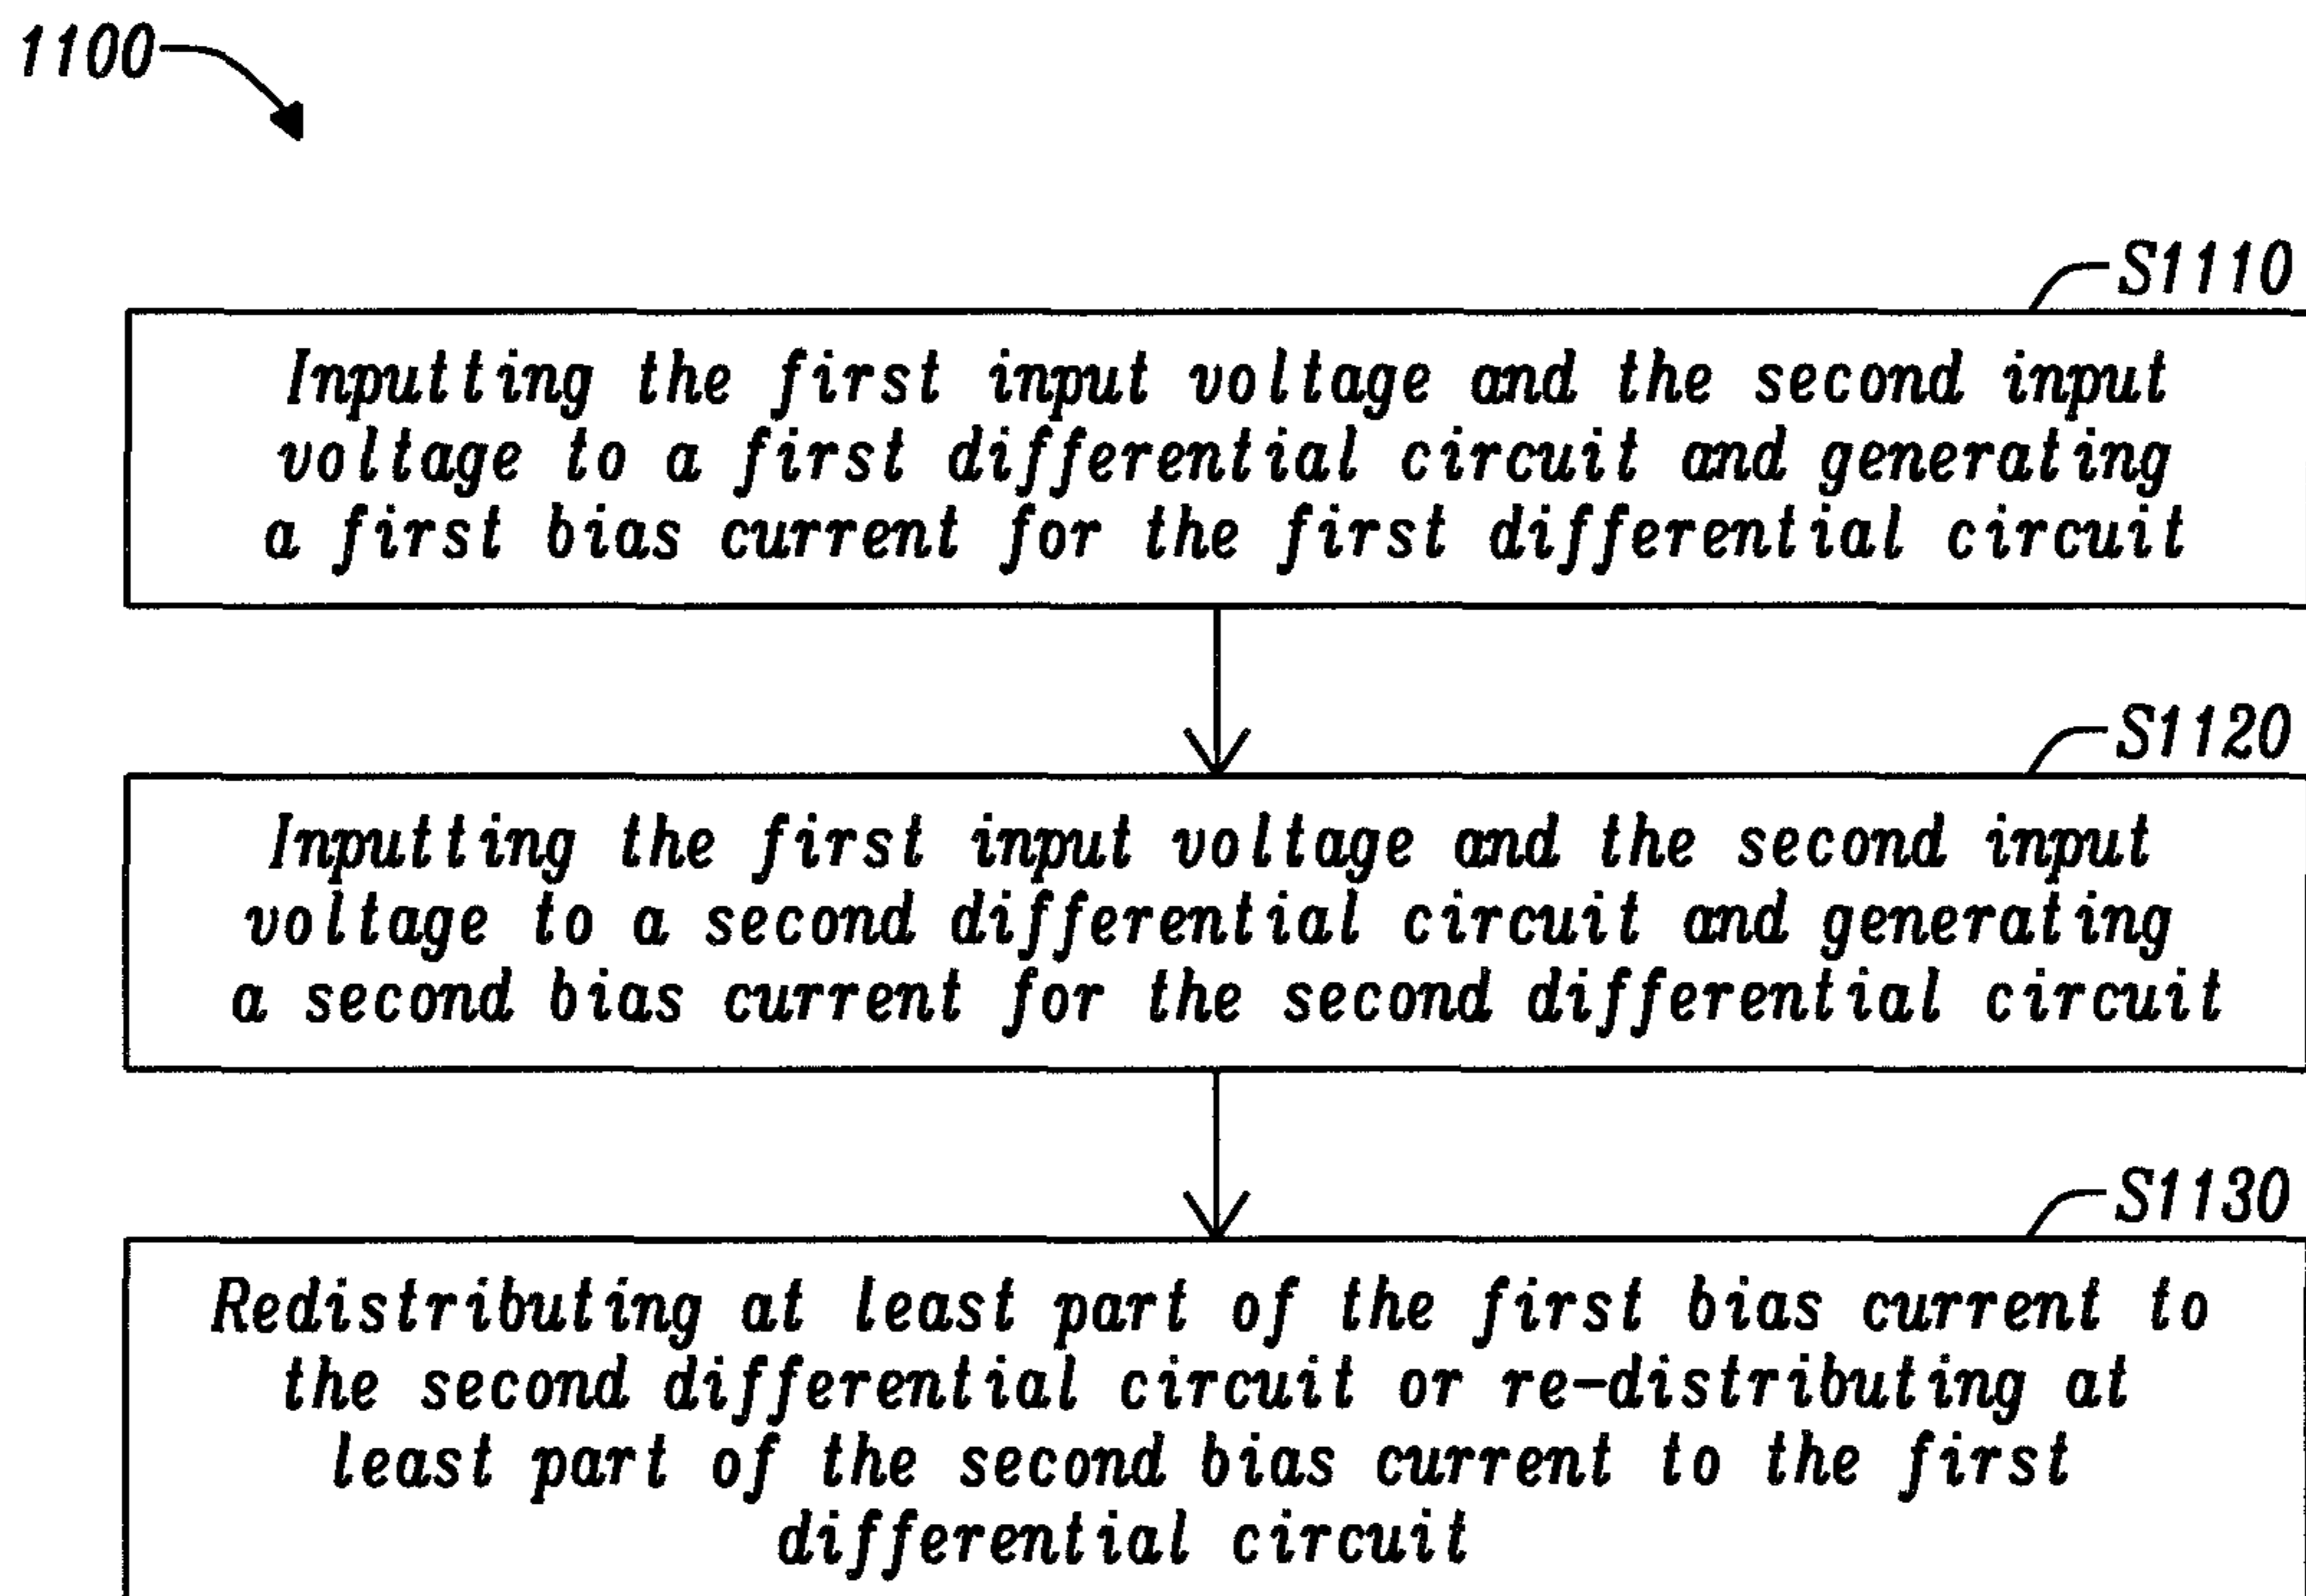 1100
S1110
Inputting the first input voltage and the second input
voltage to a first differential circuit and generating
a first bias current for the first differential circuit
S1120
Inputting the first input voltage and the second input
voltage to a second differential circuit and generating
a second bias current for the second differential circuit
S1130
Redistributing at least part of the first bias current to
the second differential circuit or re-distributing at
least part of the second bias current to the first
differential circuit